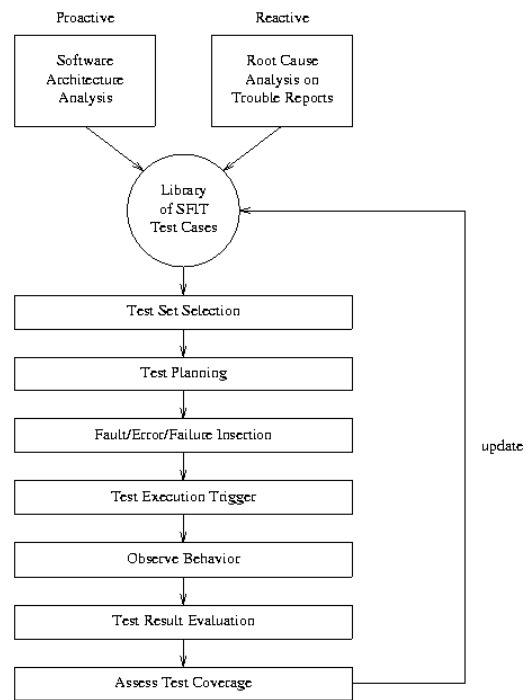 Proactive
Reactive
Software
Architecture
Analysis
Root Cause
Analysis on
Trouble Reports
Library
of SFIT
Test Cases
Test Set Selection
Test Planning
Fault/Error/Failure Insertion
update
Test Execution Trigger
Observe Behavior
Test Result Evaluation
Assess Test Coverage